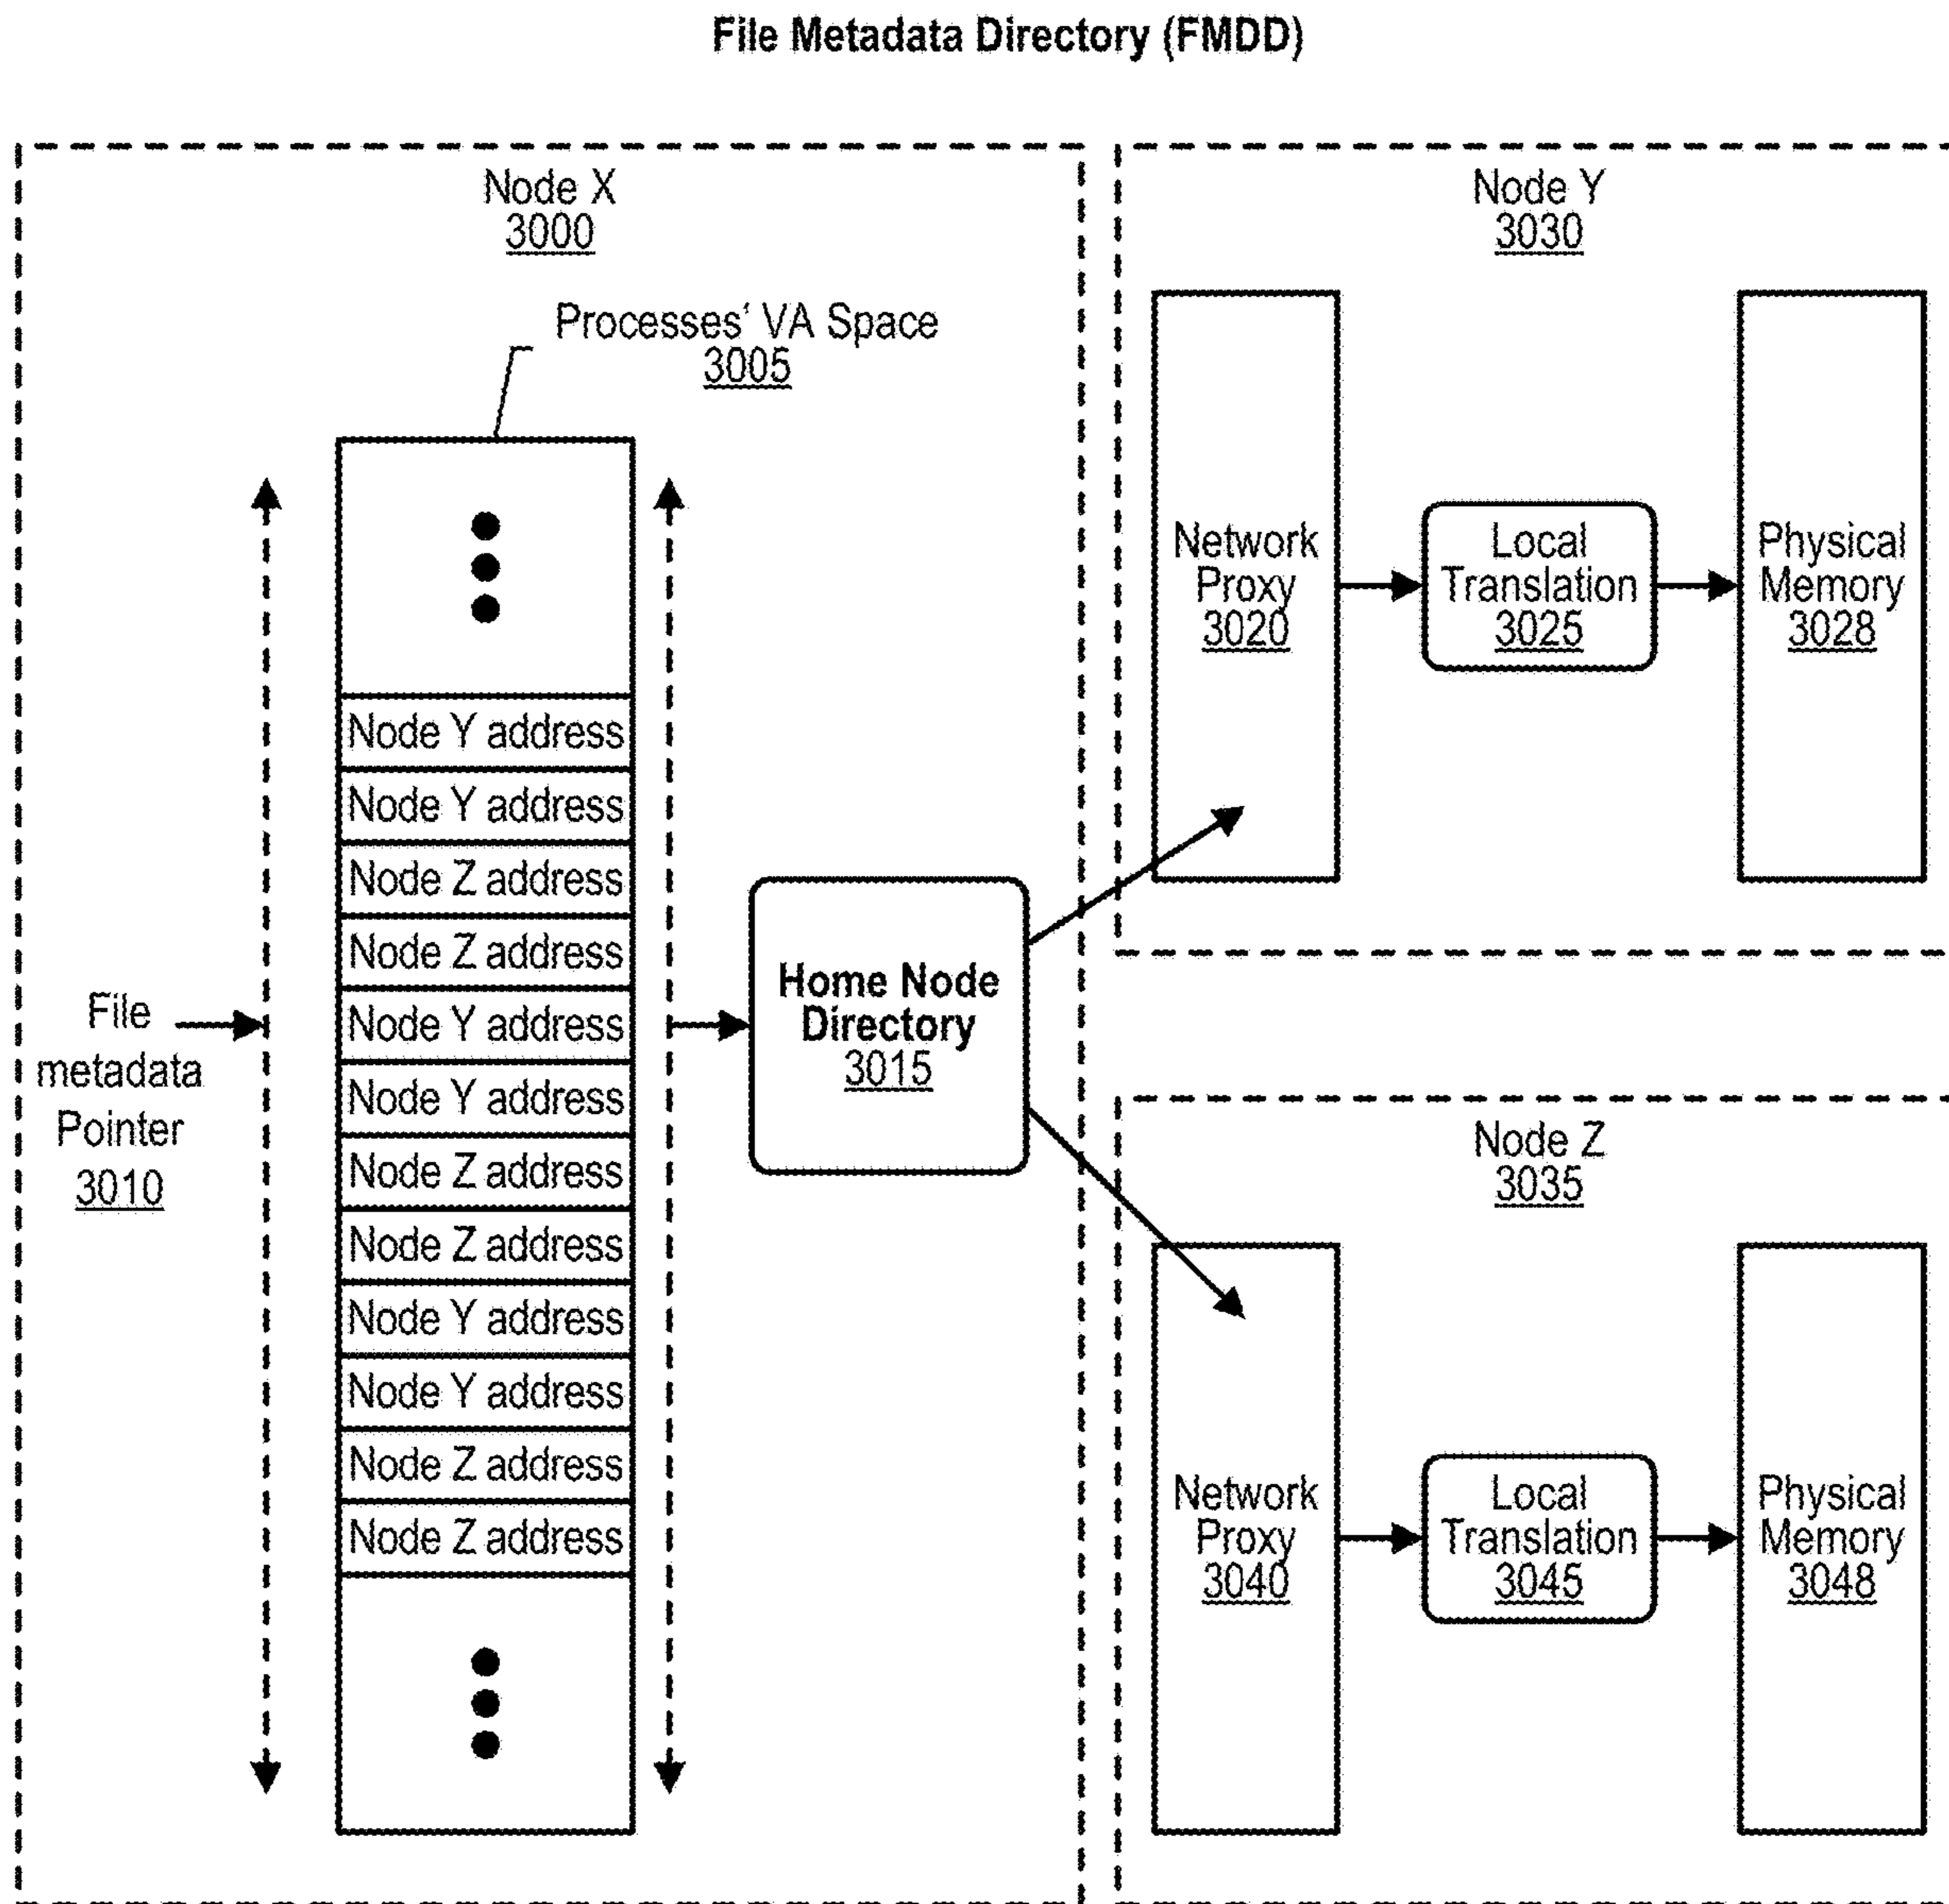 File Metadata Directory (FMDD)
Node X
3000
Processes' VA Space
3005
Node Y address
Node Y address
Node Z address
Node Z address
Node Y address
Node Y address
Node Z address
Node Z address
Node Y address
Node Y address
Node Z address
Node Z address
File
metadata
Pointer
3010
Home Node
Directory
3015
Node Y
3030
Network
Proxy
3020
Local
Translation
3025
Physical
Memory
3028
Node Z
3035
Network
Proxy
3040
Local
Translation
3045
Physical
Memory
3048